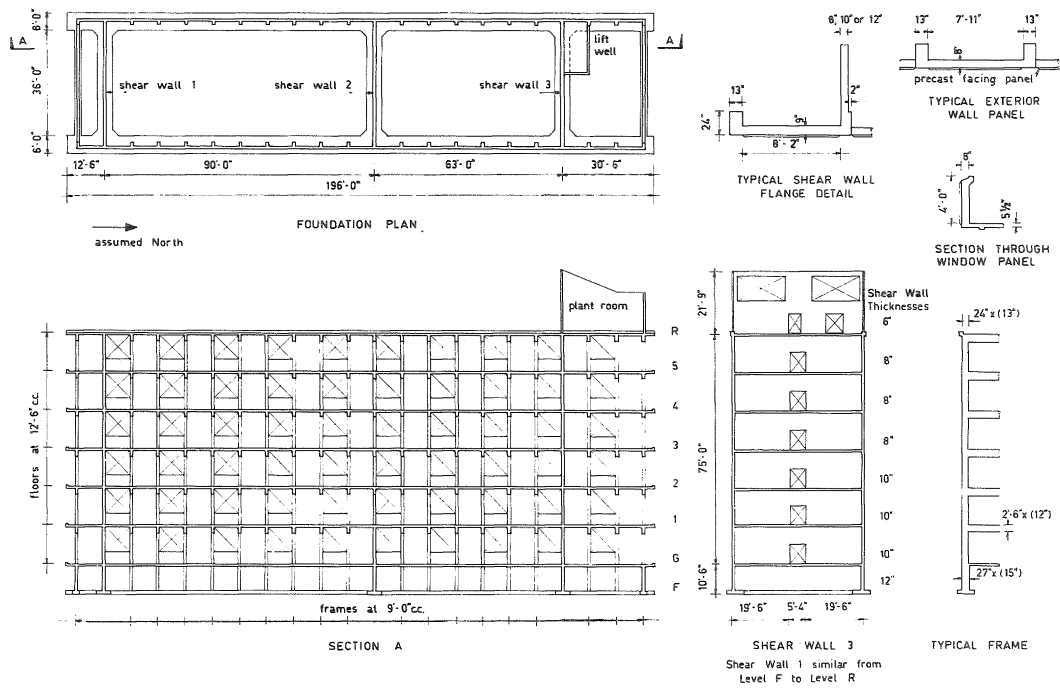 6'-0"
36'-0"
6'-0"
A
A
lift
well
shear wall 1
shear wall 2
shear wall 3
12'-6"
90'-0"
63'-0"
30'-6"
196'-0"
FOUNDATION PLAN
assumed North
6", 10" or 12"
13"
2"
24"
9"
8'-2"
TYPICAL SHEAR WALL
FLANGE DETAIL
13"
7'-11"
13"
8"
precast facing panel
TYPICAL EXTERIOR
WALL PANEL
8"
4'-0"
5½"
SECTION THROUGH
WINDOW PANEL
plant room
R
5
4
3
2
1
G
F
floors at 12'-6" c.c.
frames at 9'-0"cc.
SECTION A
21'-9"
75'-0"
10'-6"
Shear Wall
Thicknesses
6"
8"
8"
8"
10"
10"
10"
12"
19'-6"
5'-4"
19'-6"
SHEAR WALL 3
Shear Wall 1 similar from
Level F to Level R
24"x (13")
2'-6"x (12")
27"x (15")
TYPICAL FRAME